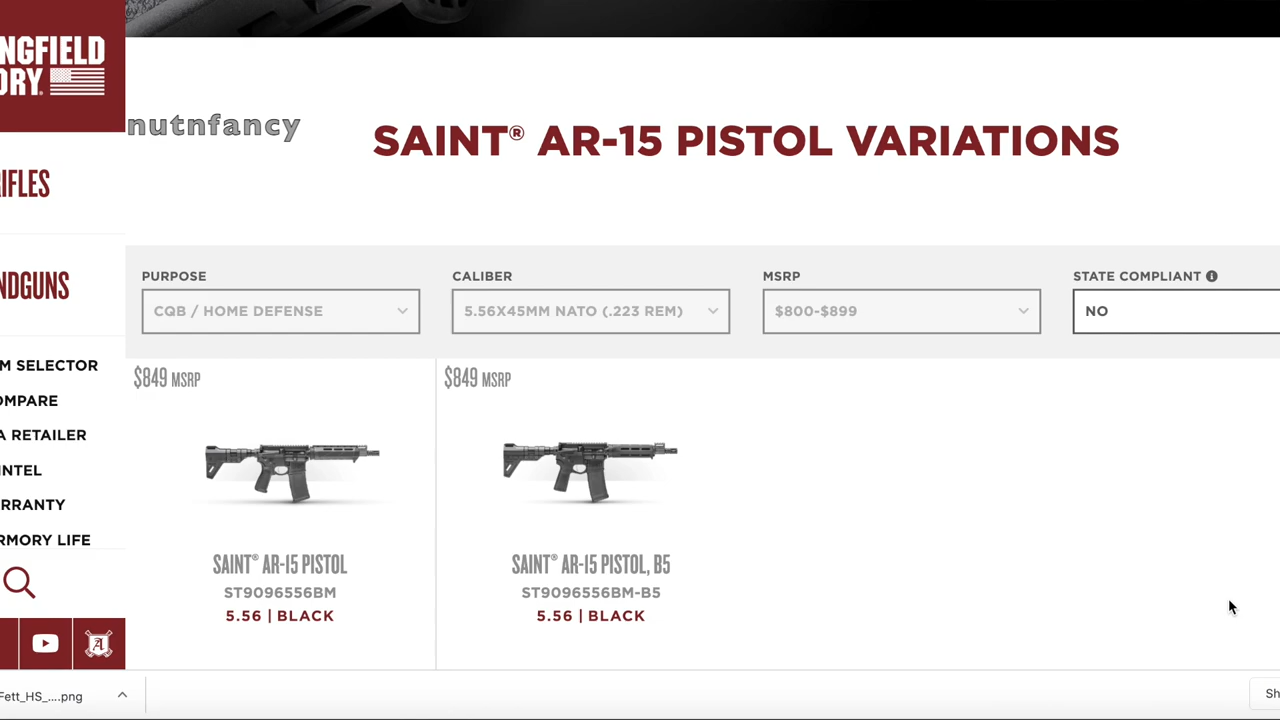 NGFIELD
ORY
nutnfancy
SAINT® AR-15 PISTOL VARIATIONS
IFLES
NDGUNS
PURPOSE
CQB / HOME DEFENSE
CALIBER
5.56X45MM NATO (.223 REM)
MSRP
$800-$899
STATE COMPLIANT
NO
M SELECTOR
OMPARE
A RETAILER
INTEL
RRANTY
RMORY LIFE
$849 MSRP
SAINT® AR-15 PISTOL
ST9096556BM
5.56 | BLACK
$849 MSRP
SAINT® AR-15 PISTOL, B5
ST9096556BM-B5
5.56 | BLACK
A
Fett_HS_....png
Sh